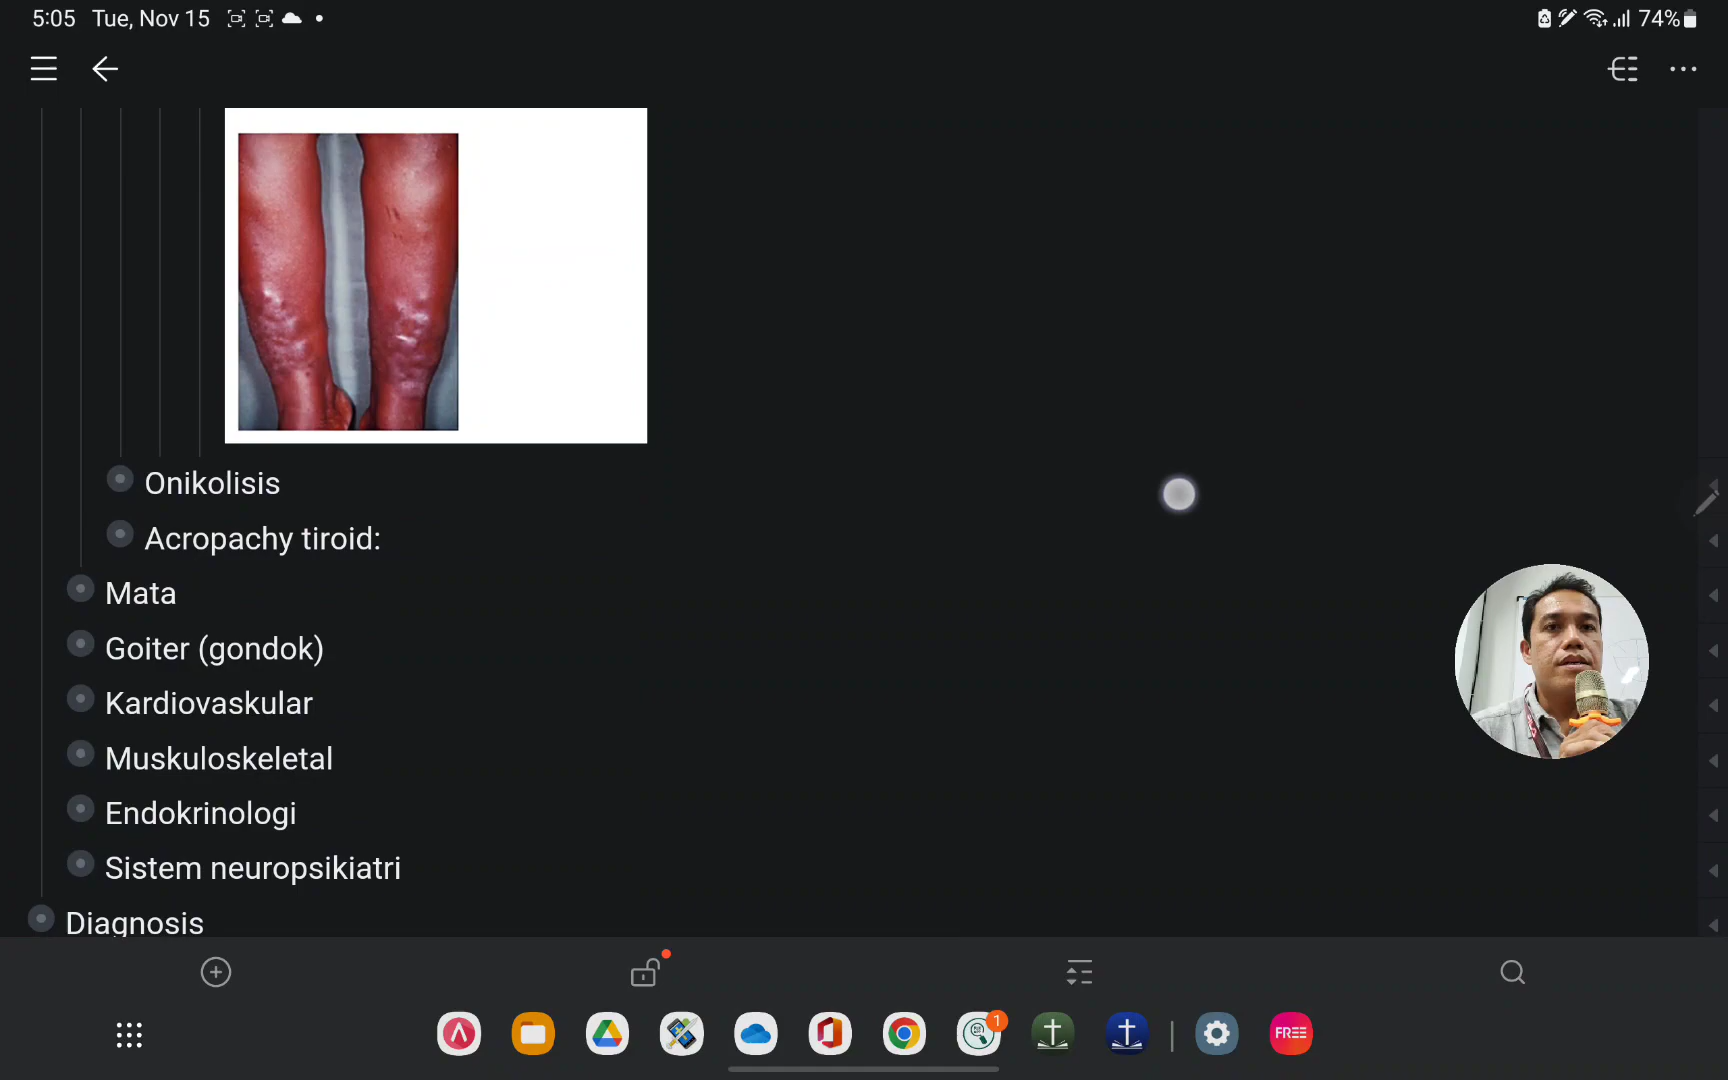 5:05 Tue, Nov 15
74%
Onikolisis
Acropachy tiroid:
Mata
Goiter (gondok)
Kardiovaskular
Muskuloskeletal
Endokrinologi
Sistem neuropsikiatri
Diagnosis
1
FREE